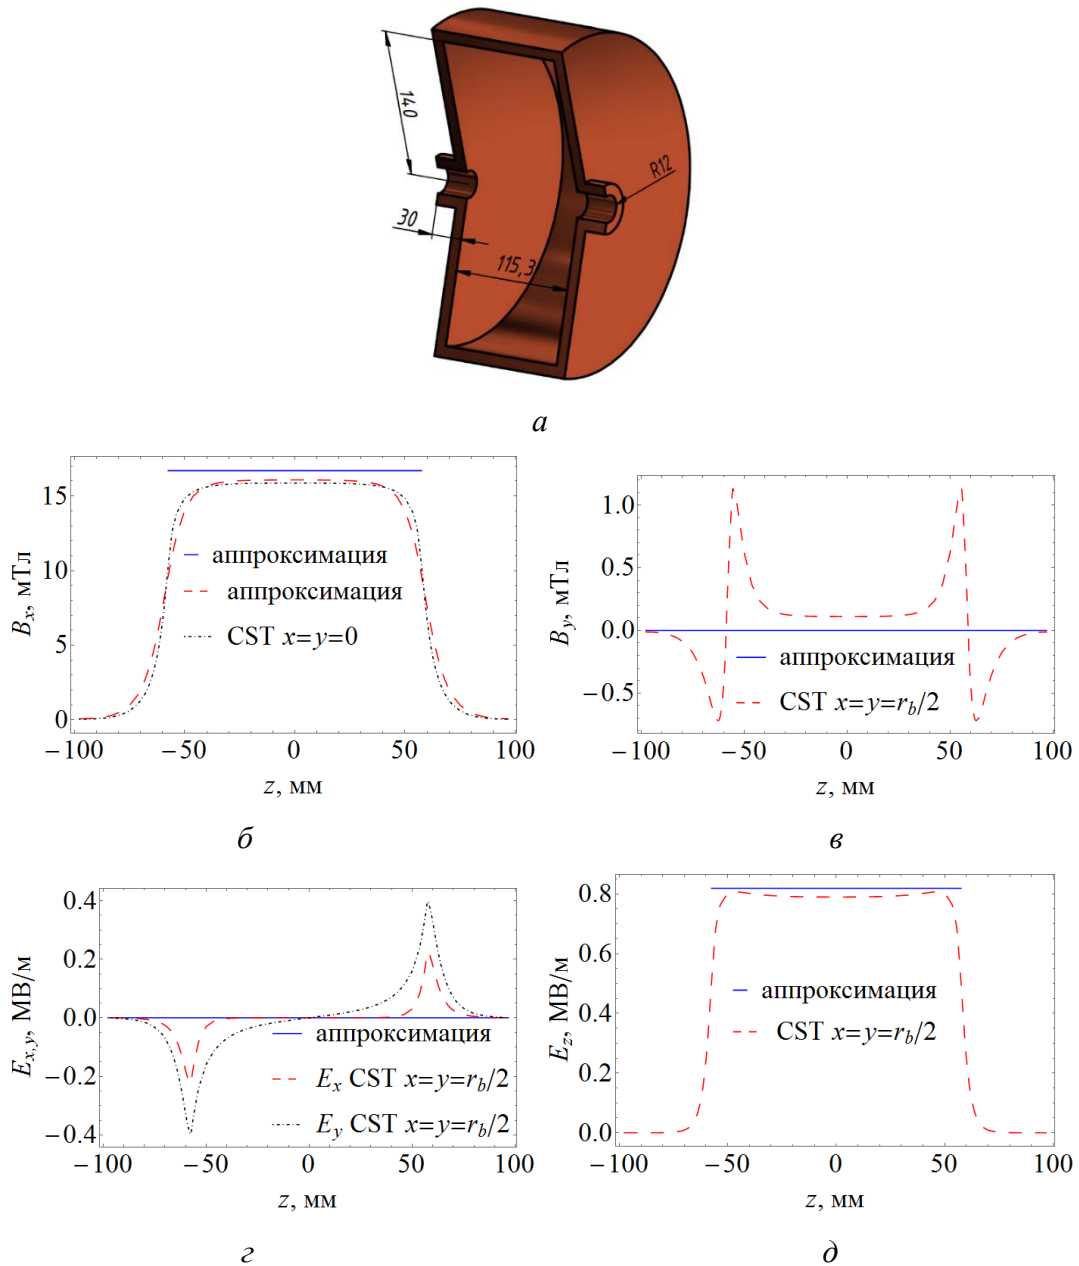 140
R12
30
115,3
а
B_x, мТл
15
10
5
0
аппроксимация
аппроксимация
CST x=y=0
−100
−50
0
50
100
z, мм
б
B_y, мТл
1.0
0.5
0.0
−0.5
аппроксимация
CST x=y=r_b/2
−100
−50
0
50
100
z, мм
в
E_{x,y}, МВ/м
0.4
0.2
0.0
−0.2
−0.4
аппроксимация
E_x CST x=y=r_b/2
E_y CST x=y=r_b/2
−100
−50
0
50
100
z, мм
г
E_z, МВ/м
0.8
0.6
0.4
0.2
0.0
аппроксимация
CST x=y=r_b/2
−100
−50
0
50
100
z, мм
д